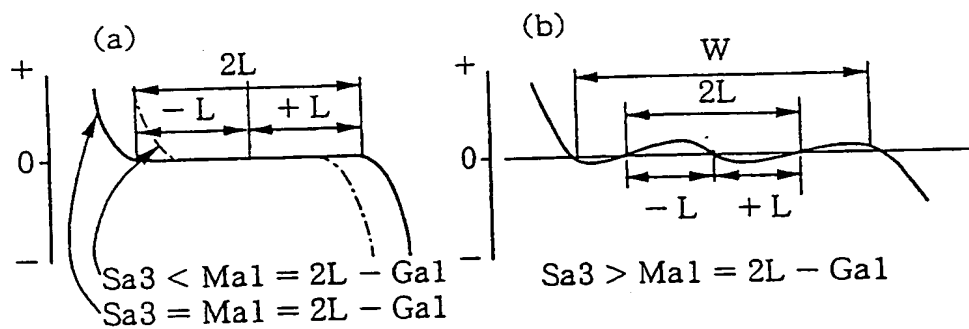 (a)
+
2L
− L
+ L
0
−
Sa3 < Ma1 = 2L − Ga1
Sa3 = Ma1 = 2L − Ga1
(b)
+
W
2L
0
− L
+ L
−
Sa3 > Ma1 = 2L − Ga1